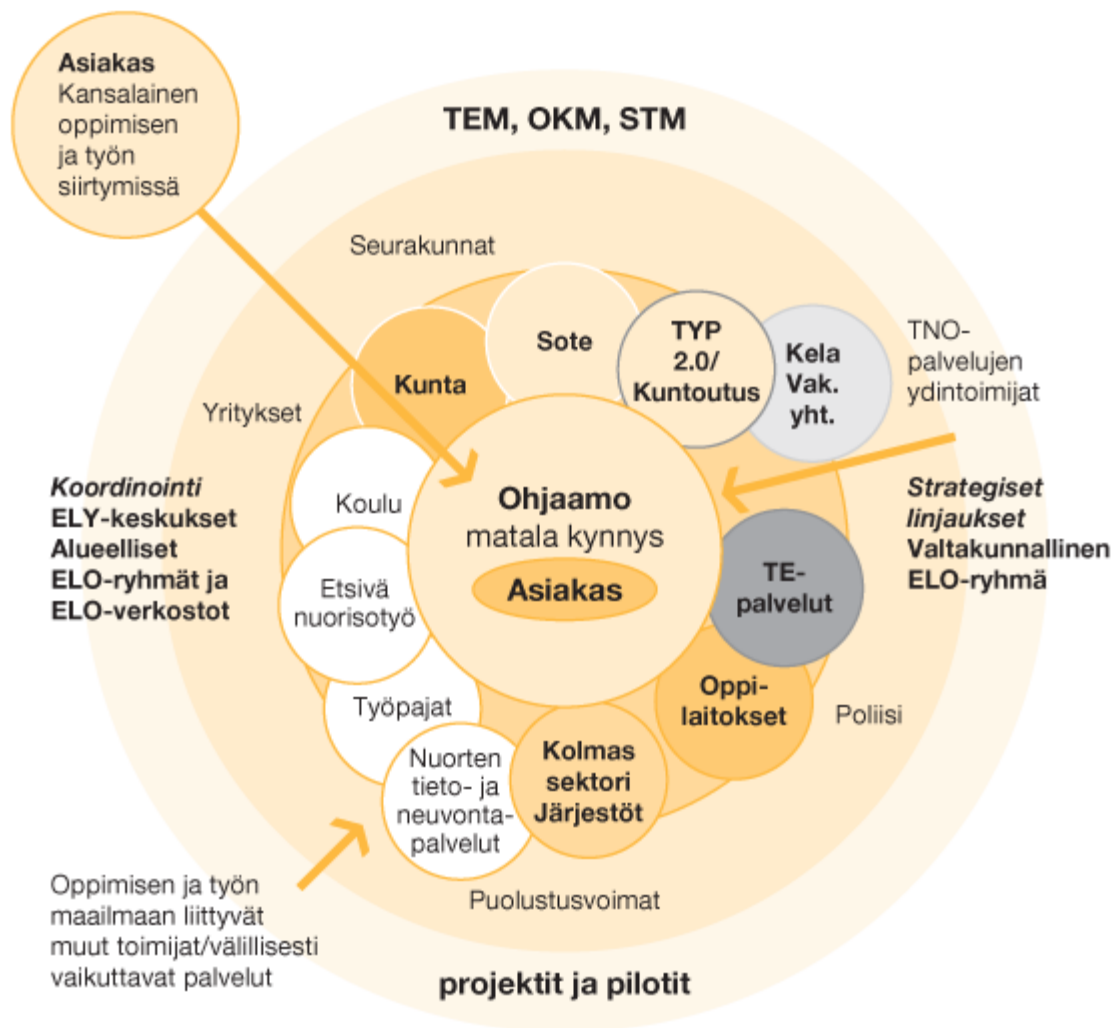 Asiakas
Kansalainen
oppimisen
ja työn
siirtymissä
TEM, OKM, STM
Seurakunnat
Sote
TYP
2.0/
Kuntoutus
Kela
Vak.
yht.
TNO-
palvelujen
ydintoimijat
Kunta
Yritykset
Koordinointi
ELY-keskukset
Alueelliset
ELO-ryhmät ja
ELO-verkostot
Koulu
Ohjaamo
matala kynnys
Asiakas
Strategiset
linjaukset
Valtakunnallinen
ELO-ryhmä
Etsivä
nuorisotyö
TE-
palvelut
Työpajat
Oppi-
laitokset
Poliisi
Nuorten
tieto- ja
neuvonta-
palvelut
Kolmas
sektori
Järjestöt
Oppimisen ja työn
maailmaan liittyvät
muut toimijat/välillisesti
vaikuttavat palvelut
Puolustusvoimat
projektit ja pilotit